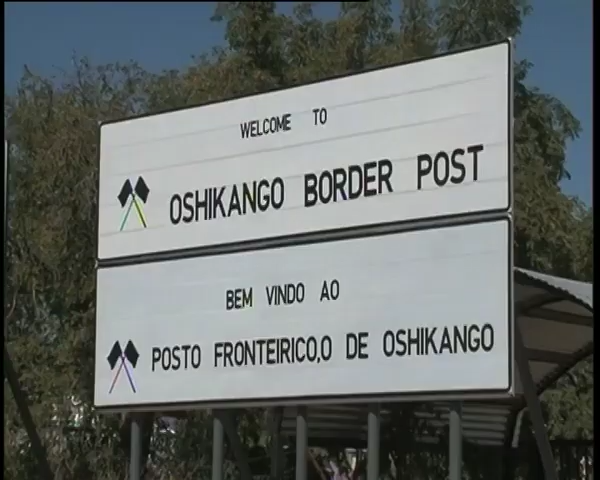 WELCOME TO
OSHIKANGO BORDER POST
BEM VINDO AO
POSTO FRONTEIRICO,O DE OSHIKANGO